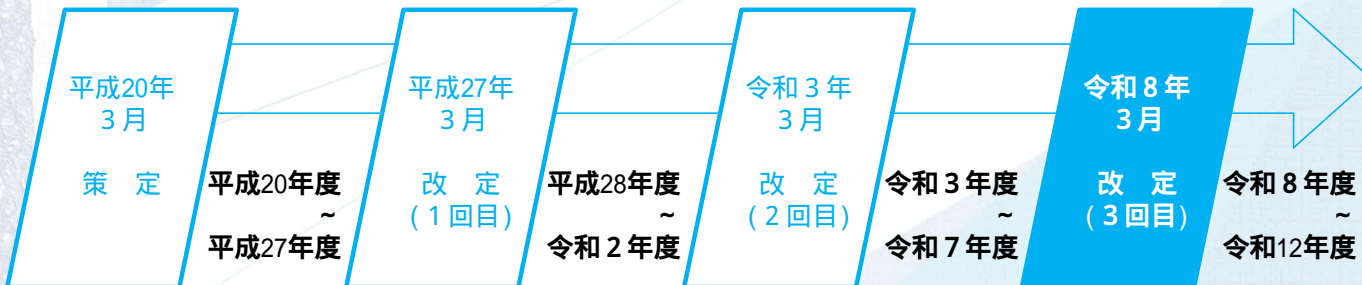 平成20年
３月
策　定
平成20年度
~
平成27年度
平成27年
３月
改　定
(１回目)
平成28年度
~
令和２年度
令和３年
３月
改　定
(２回目)
令和３年度
~
令和７年度
令和８年
３月
改　定
(３回目)
令和８年度
~
令和12年度